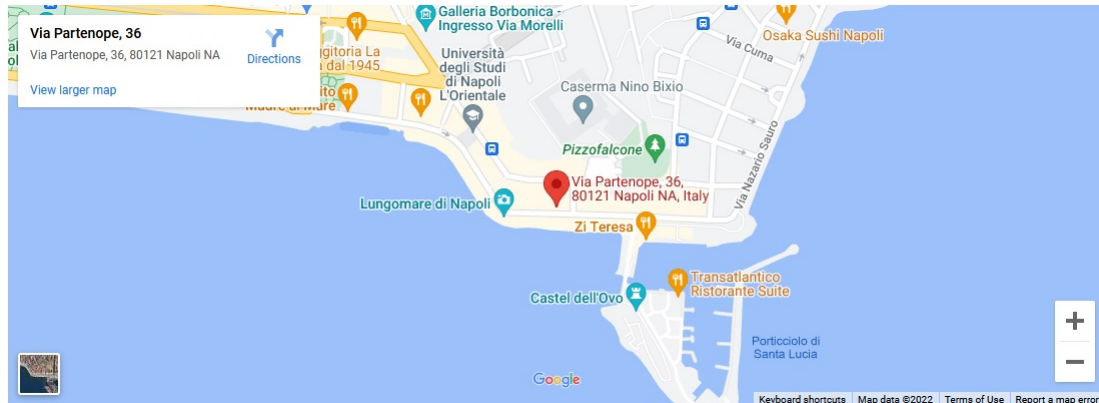 Via Partenope, 36
Via Partenope, 36, 80121 Napoli NA
Directions
View larger map
Galleria Borbonica -
Ingresso Via Morelli
Osaka Sushi Napoli
Via Cuma
dal 1945
Università
degli Studi
di Napoli
L'Orientale
Caserma Nino Bixio
Pizzofalcone
Via Nazario Sauro
Via Partenope, 36,
80121 Napoli NA, Italy
Lungomare di Napoli
Zi Teresa
Transatlantico
Ristorante Suite
Castel dell'Ovo
Porticciolo di
Santa Lucia
Google
Keyboard shortcuts
Map data ©2022
Terms of Use
Report a map error